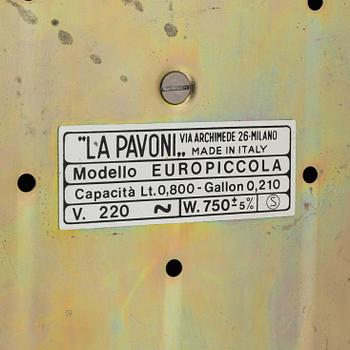 "LA PAVONI„ VIA ARCHIMEDE 26·MILANO
MADE IN ITALY
Modello EUROPICCOLA
Capacità Lt. 0,800 - Gallon 0,210
V. 220 ~ W. 750 ± 5% Ⓢ